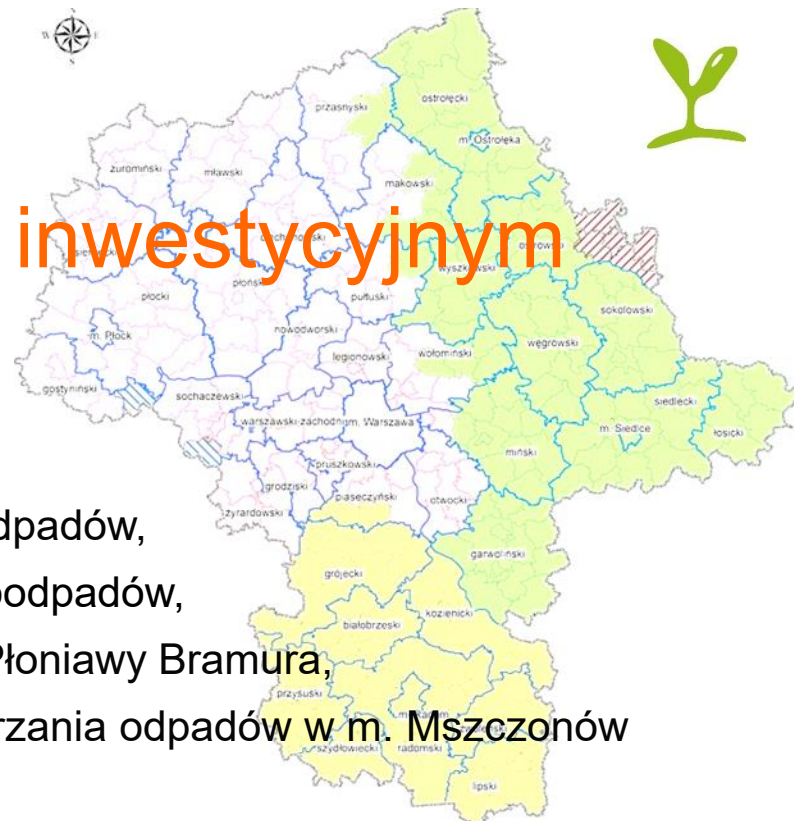 N
W E
S
ostrołęcki
przasnyski
m. Ostrołęka
żuromiński
mławski
makowski
inwestycyjnym
ostrowski
wyszkowski
płocki
płoński
pułtuski
sokołowski
m. Płock
nowodworski
węgrowski
legionowski
wołomiński
gostyniński
sochaczewski
siedlecki
warszawski zachodni
m. Warszawa
m. Siedlce
łosicki
miński
pruszkowski
grodziski
piaseczyński
otwocki
żyrardowski
dpadów,
garwoliński
grójecki
oodpadów,
kozienicki
białobrzeski
Płoniawy Bramura,
przysuski
rzania odpadów w m. Mszczonów
szydłowiecki
radomski
lipski